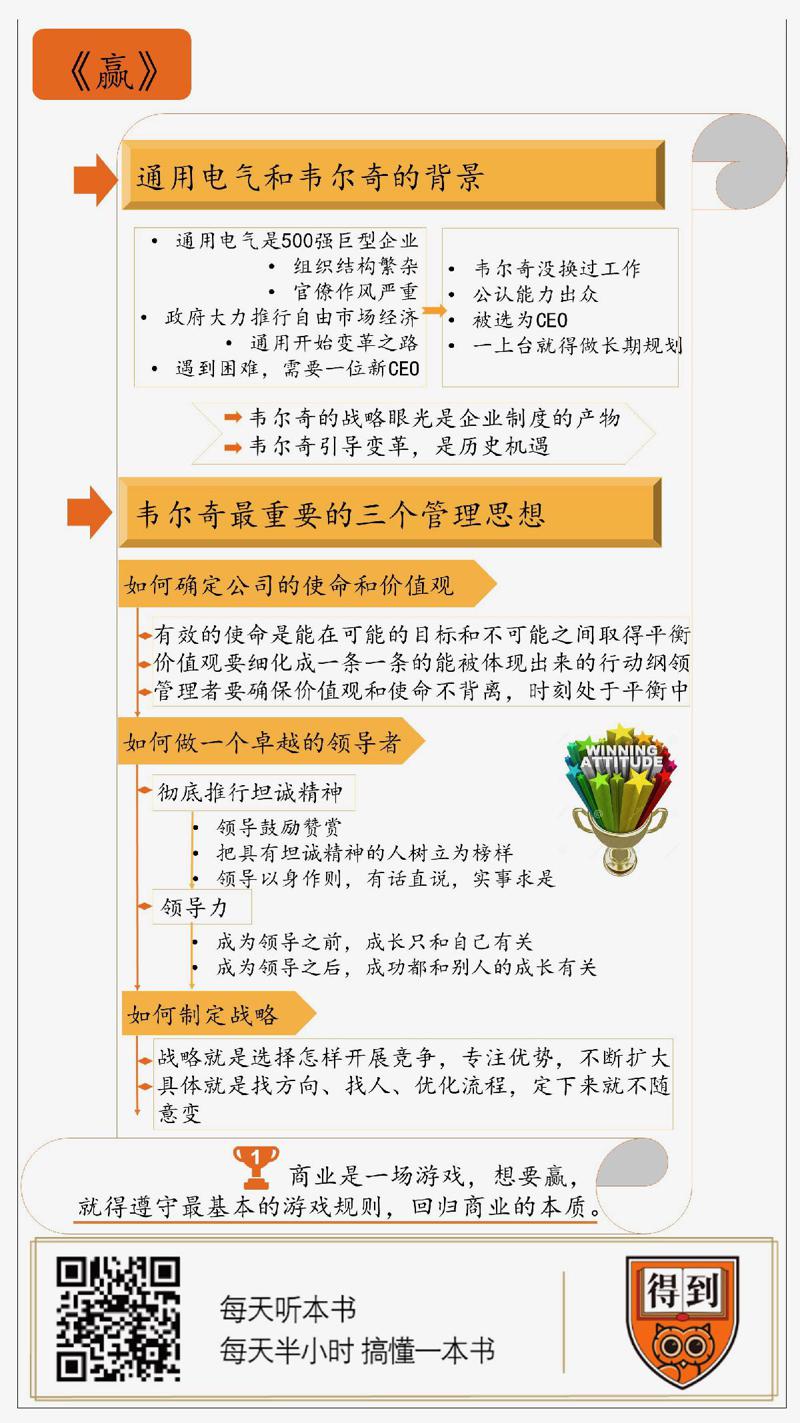 《赢》
通用电气和韦尔奇的背景
• 通用电气是500强巨型企业
• 组织结构繁杂
• 官僚作风严重
• 政府大力推行自由市场经济
• 通用开始变革之路
• 遇到困难，需要一位新CEO
• 韦尔奇没换过工作
• 公认能力出众
• 被选为CEO
• 一上台就得做长期规划
韦尔奇的战略眼光是企业制度的产物
韦尔奇引导变革，是历史机遇
韦尔奇最重要的三个管理思想
如何确定公司的使命和价值观
有效的使命是能在可能的目标和不可能之间取得平衡
价值观要细化成一条一条的能被体现出来的行动纲领
管理者要确保价值观和使命不背离，时刻处于平衡中
如何做一个卓越的领导者
WINNING
ATTITUDE
彻底推行坦诚精神
• 领导鼓励赞赏
• 把具有坦诚精神的人树立为榜样
• 领导以身作则，有话直说，实事求是
领导力
• 成为领导之前，成长只和自己有关
• 成为领导之后，成功都和别人的成长有关
如何制定战略
战略就是选择怎样开展竞争，专注优势，不断扩大
具体就是找方向、找人、优化流程，定下来就不随
意变
1
商业是一场游戏，想要赢，
就得遵守最基本的游戏规则，回归商业的本质。
每天听本书
每天半小时 搞懂一本书
得到